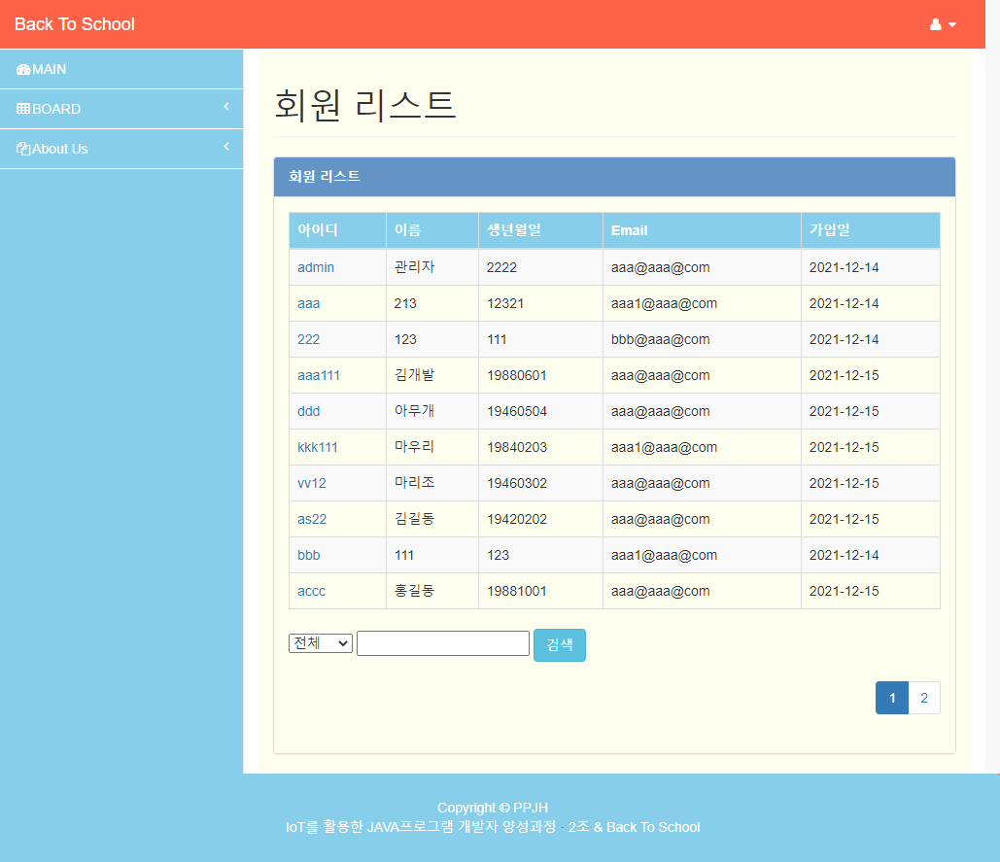 Back To School
MAIN
BOARD
About Us
회원 리스트
회원 리스트
아이디 이름 생년월일 Email 가입일
admin 관리자 2222 aaa@aaa@com 2021-12-14
aaa 213 12321 aaa1@aaa@com 2021-12-14
222 123 111 bbb@aaa@com 2021-12-14
aaa111 김개발 19880601 aaa@aaa@com 2021-12-15
ddd 아무개 19460504 aaa@aaa@com 2021-12-15
kkk111 마우리 19840203 aaa1@aaa@com 2021-12-15
vv12 마리조 19460302 aaa@aaa@com 2021-12-15
as22 김길동 19420202 aaa@aaa@com 2021-12-15
bbb 111 123 aaa1@aaa@com 2021-12-14
accc 홍길동 19881001 aaa@aaa@com 2021-12-15
전체 검색
1 2
Copyright © PPJH
IoT를 활용한 JAVA프로그램 개발자 양성과정 · 2조 & Back To School